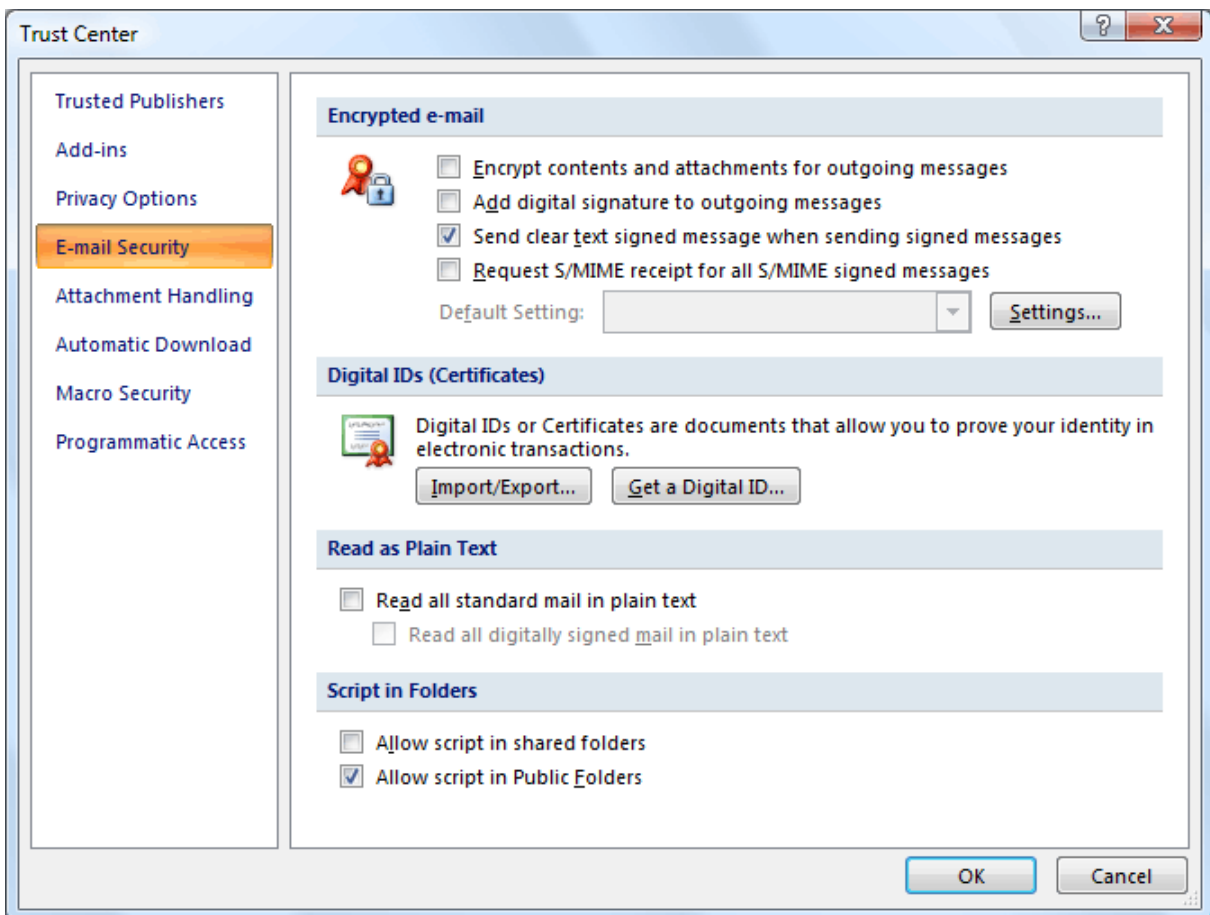 Trust Center
Trusted Publishers
Add-ins
Privacy Options
E-mail Security
Attachment Handling
Automatic Download
Macro Security
Programmatic Access
Encrypted e-mail
Encrypt contents and attachments for outgoing messages
Add digital signature to outgoing messages
Send clear text signed message when sending signed messages
Request S/MIME receipt for all S/MIME signed messages
Default Setting:
Settings...
Digital IDs (Certificates)
Digital IDs or Certificates are documents that allow you to prove your identity in
electronic transactions.
Import/Export...
Get a Digital ID...
Read as Plain Text
Read all standard mail in plain text
Read all digitally signed mail in plain text
Script in Folders
Allow script in shared folders
Allow script in Public Folders
OK
Cancel